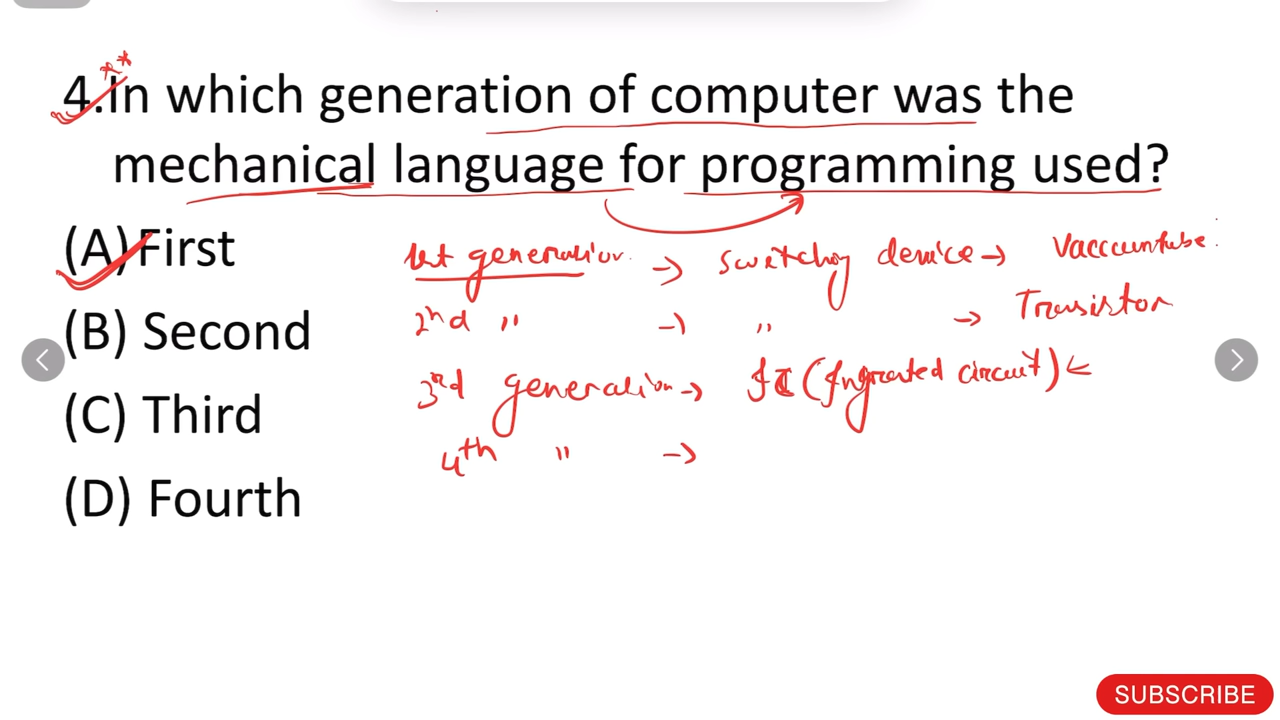 4.In which generation of computer was the
mechanical language for programming used?
(A) First
(B) Second
(C) Third
(D) Fourth
1st generation → switching device → Vaccumtube.
2nd " → " → Transistor
3rd generation → IC (Ingrated circuit) ←
4th " →
SUBSCRIBE